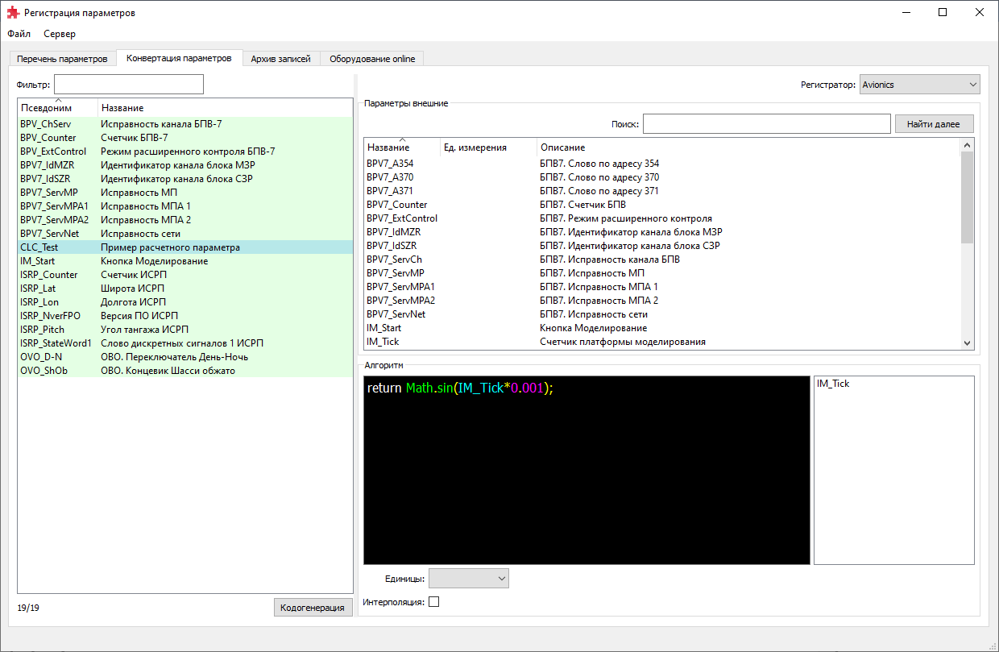 Регистрация параметров
Файл Сервер
Перечень параметров Конвертация параметров Архив записей Оборудование online
Фильтр:
Псевдоним Название
BPV_ChServ Исправность канала БПВ-7
BPV_Counter Счетчик БПВ-7
BPV_ExtControl Режим расширенного контроля БПВ-7
BPV7_IdMZR Идентификатор канала блока МЗР
BPV7_IdSZR Идентификатор канала блока СЗР
BPV7_ServMP Исправность МП
BPV7_ServMPA1 Исправность МПА 1
BPV7_ServMPA2 Исправность МПА 2
BPV7_ServNet Исправность сети
CLC_Test Пример расчетного параметра
IM_Start Кнопка Моделирование
ISRP_Counter Счетчик ИСРП
ISRP_Lat Широта ИСРП
ISRP_Lon Долгота ИСРП
ISRP_NverFPO Версия ПО ИСРП
ISRP_Pitch Угол тангажа ИСРП
ISRP_StateWord1 Слово дискретных сигналов 1 ИСРП
OVO_D-N ОВО. Переключатель День-Ночь
OVO_ShOb ОВО. Концевик Шасси обжато
19/19 Кодогенерация
Регистратор: Avionics
Параметры внешние
Поиск: Найти далее
Название Ед. измерения Описание
BPV7_A354 БПВ7. Слово по адресу 354
BPV7_A370 БПВ7. Слово по адресу 370
BPV7_A371 БПВ7. Слово по адресу 371
BPV7_Counter БПВ7. Счетчик БПВ
BPV7_ExtControl БПВ7. Режим расширенного контроля
BPV7_IdMZR БПВ7. Идентификатор канала блока МЗР
BPV7_IdSZR БПВ7. Идентификатор канала блока СЗР
BPV7_ServCh БПВ7. Исправность канала БПВ
BPV7_ServMP БПВ7. Исправность МП
BPV7_ServMPA1 БПВ7. Исправность МПА 1
BPV7_ServMPA2 БПВ7. Исправность МПА 2
BPV7_ServNet БПВ7. Исправность сети
IM_Start Кнопка Моделирование
IM_Tick Счетчик платформы моделирования
Алгоритм
return Math.sin(IM_Tick*0.001); IM_Tick
Единицы:
Интерполяция: